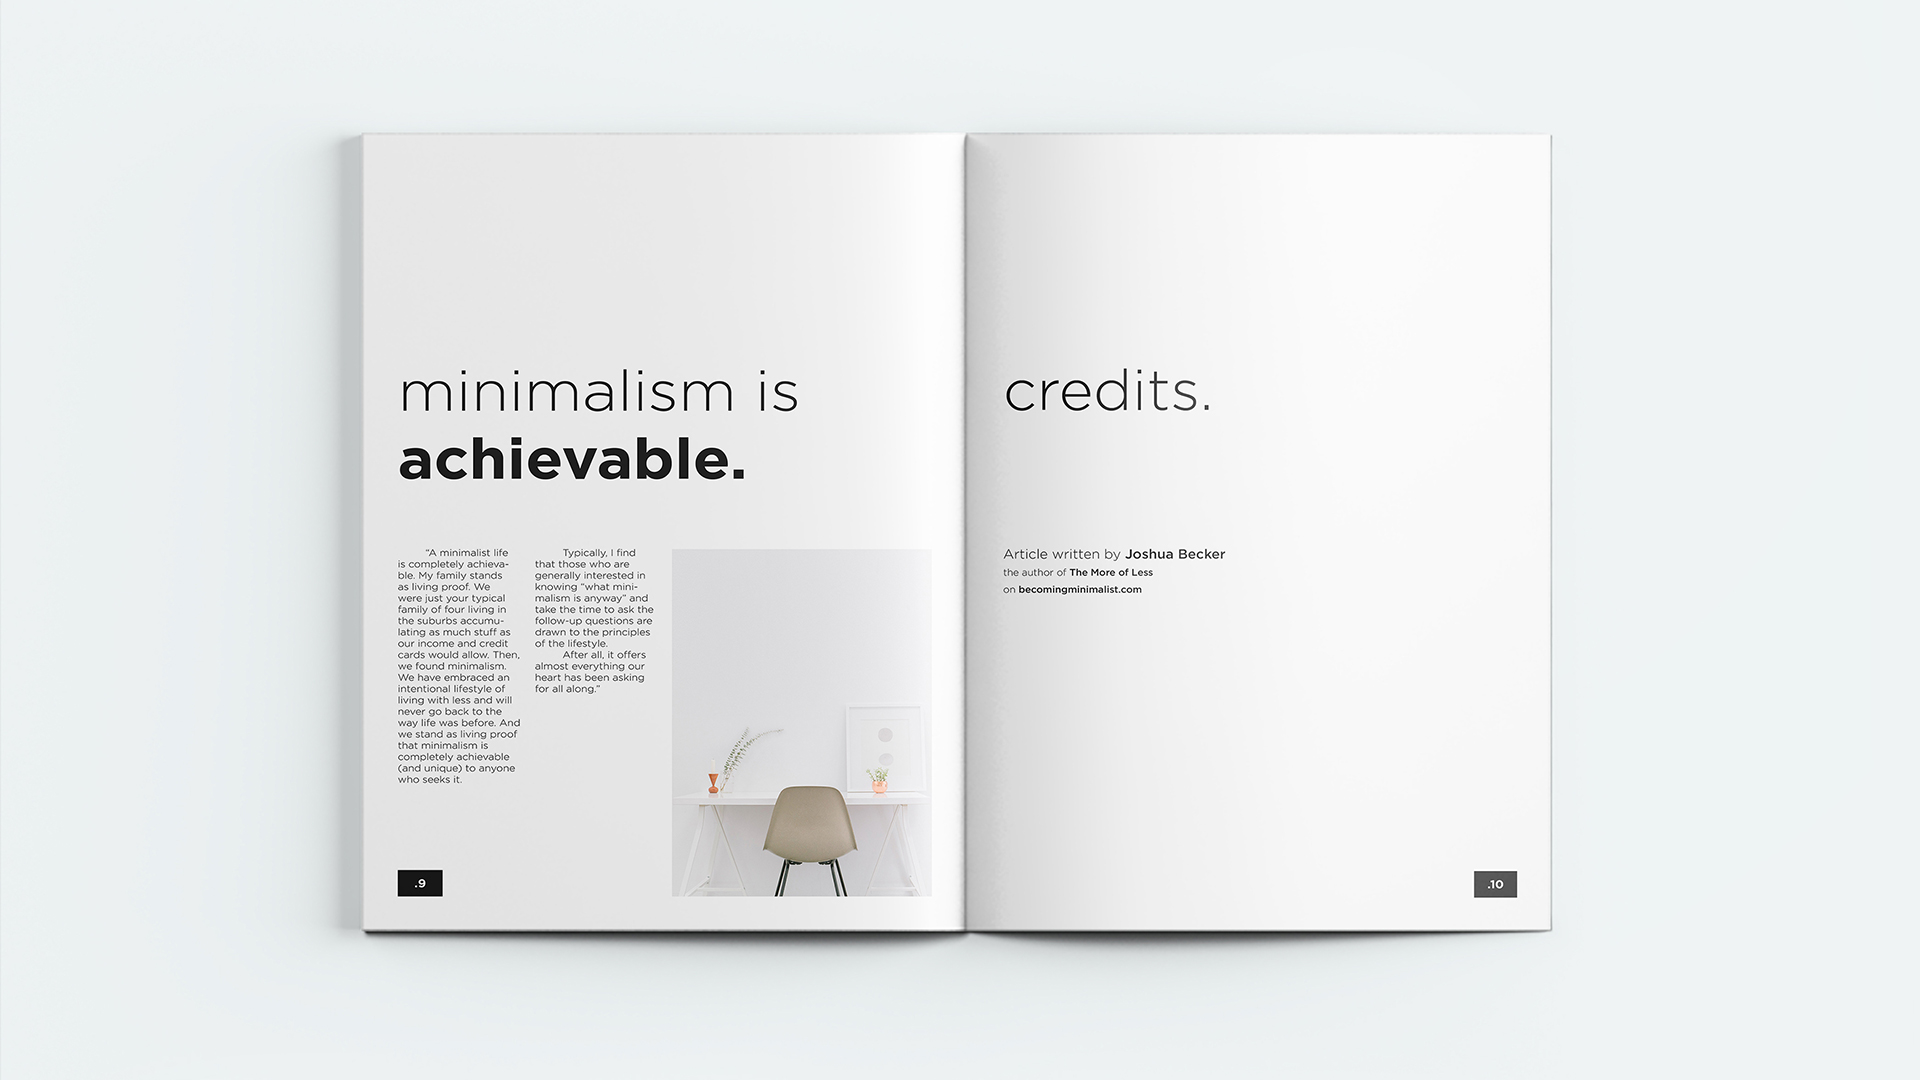 minimalism is
achievable.
“A minimalist life
is completely achieva-
ble. My family stands
as living proof. We
were just your typical
family of four living in
the suburbs accumu-
lating as much stuff as
our income and credit
cards would allow. Then,
we found minimalism.
We have embraced an
intentional lifestyle of
living with less and will
never go back to the
way life was before. And
we stand as living proof
that minimalism is
completely achievable
(and unique) to anyone
who seeks it.
Typically, I find
that those who are
generally interested in
knowing “what mini-
malism is anyway” and
take the time to ask the
follow-up questions are
drawn to the principles
of the lifestyle.
After all, it offers
almost everything our
heart has been asking
for all along.”
.9
credits.
Article written by Joshua Becker
the author of The More of Less
on becomingminimalist.com
.10